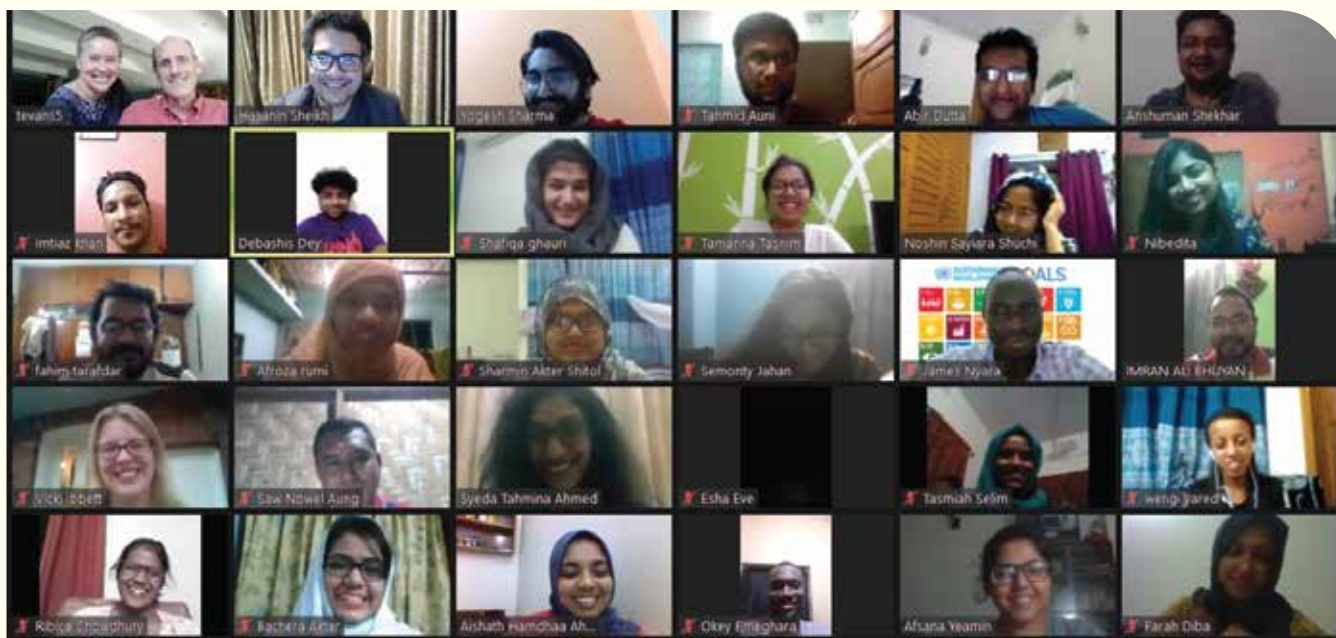 tevans5
Hasanin Sheikh
Yogesh Sharma
Tahmid Auni
Abir Dutta
Anshuman Shekhar
Imtiaz khan
Debashis Dey
Shafiqa ghauri
Tamanna Tasnim
Noshin Sayiara Shuchi
Nibedita
fahim tarafdar
Afroza rumi
Sharmin Akter Shitol
Semonty Jahan
GOALS
James Nyara
IMRAN ALI BHUYAN
Vicki Ibbett
Saw Nowel Aung
Syeda Tahmina Ahmed
Esha Eve
Tasmiah Selim
wengi yared
Ribica Chowdhury
Bachera Aktar
Aishath Hamdhaa Ah...
Okey Emeghara
Afsana Yeamin
Farah Diba